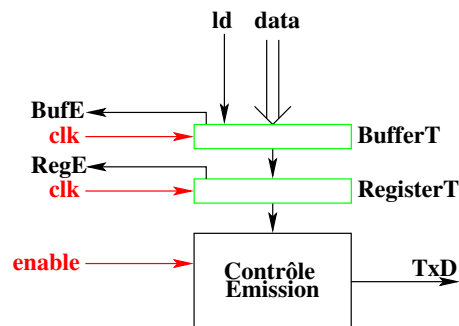 ld data
BufE
clk
BufferT
RegE
clk
RegisterT
enable
Contrôle
Emission
TxD